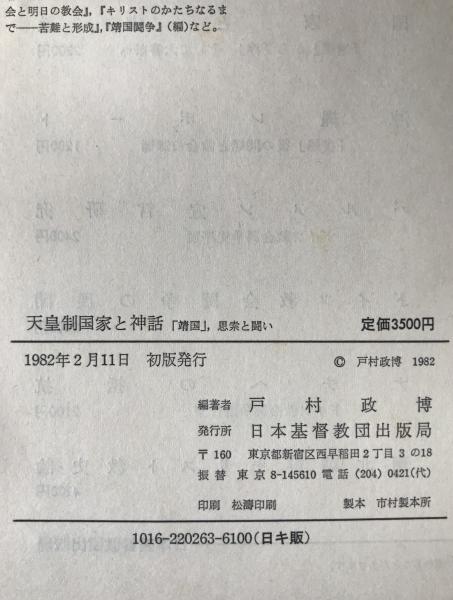 会と明日の教会』,『キリストのかたちなるま
で――苦難と形成』,『靖国闘争』(編)など。
天皇制国家と神話「靖国」,思索と闘い 定価3500円
1982年2月11日 初版発行 © 戸村政博 1982
編著者 戸村政博
発行所 日本基督教団出版局
〒160 東京都新宿区西早稲田2丁目3の18
振替 東京8-145610 電話(204)0421(代)
印刷 松濤印刷 製本 市村製本所
1016-220263-6100(日キ販)